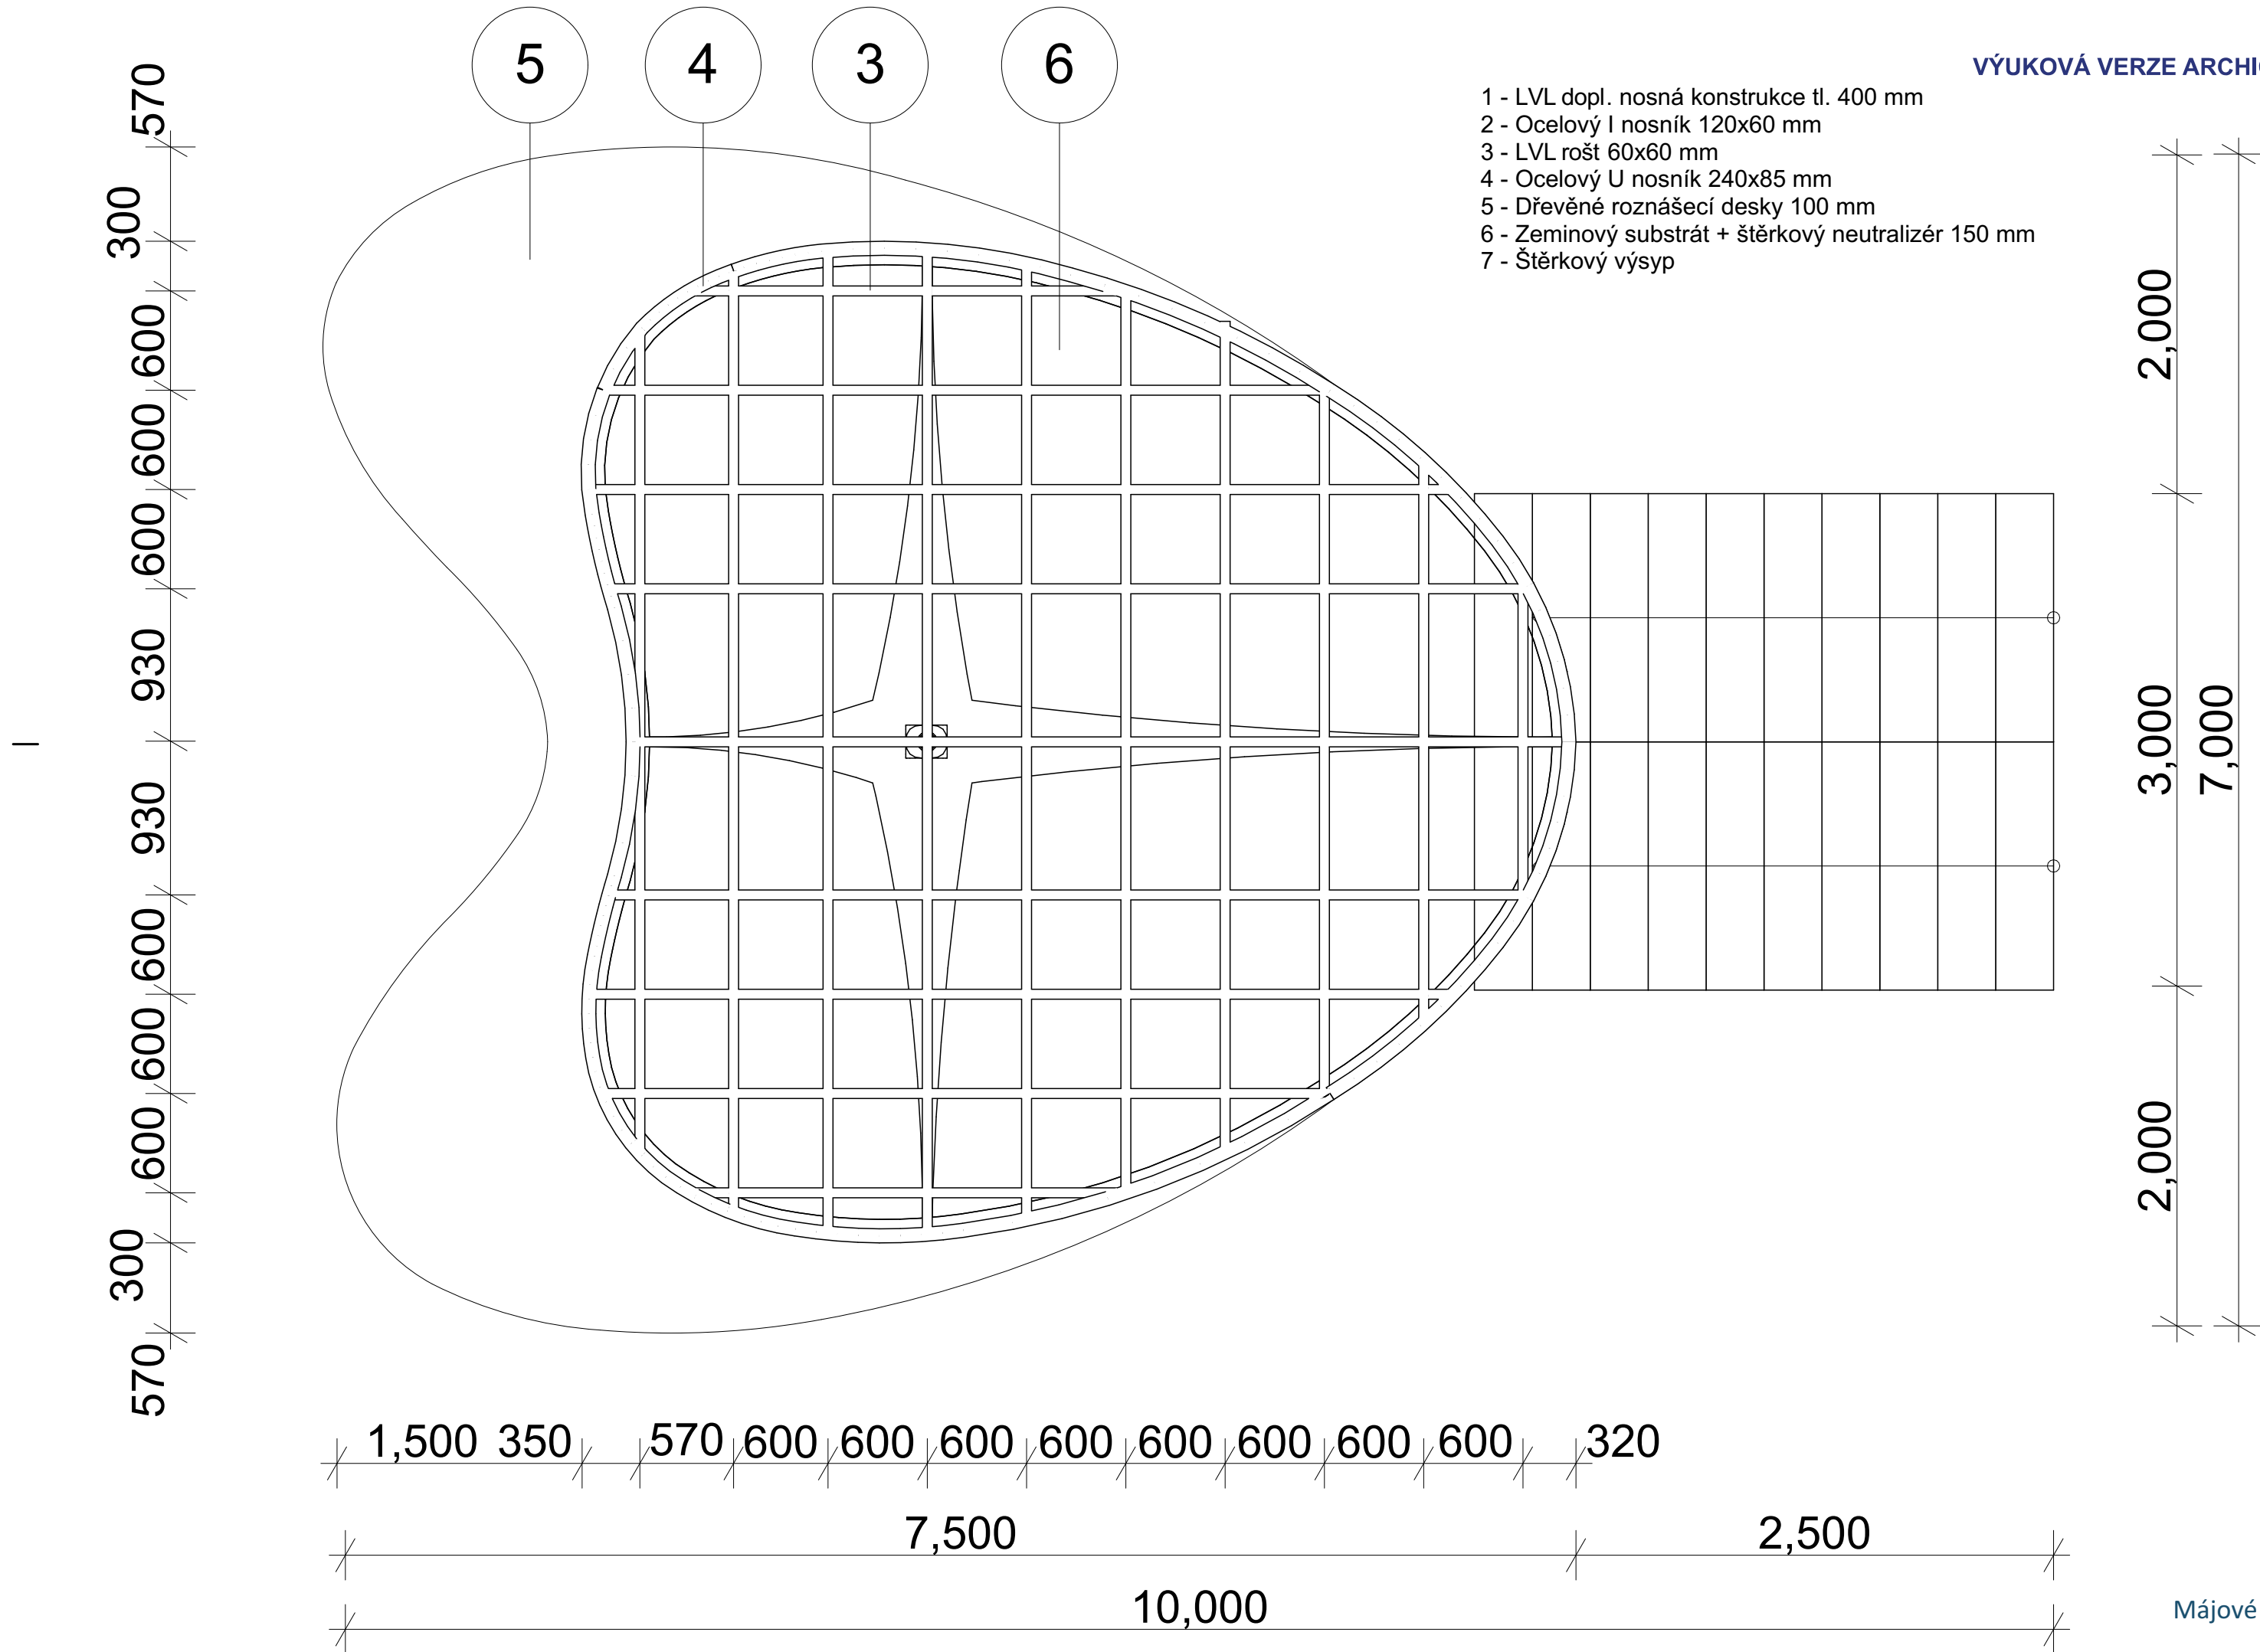 5 4 3 6
VÝUKOVÁ VERZE
1 - LVL dopl. nosná konstrukce tl. 400 mm
2 - Ocelový I nosník 120x60 mm
3 - LVL rošt 60x60 mm
4 - Ocelový U nosník 240x85 mm
5 - Dřevěné roznášecí desky 100 mm
6 - Zeminový substrát + štěrkový neutralizér 150 mm
7 - Štěrkový výsyp
570
300
600
600
600
930
930
600
600
600
300
570
2,000
3,000
2,000
7,000
1,500 350 570 600 600 600 600 600 600 600 600 320
7,500 2,500
10,000
Májové